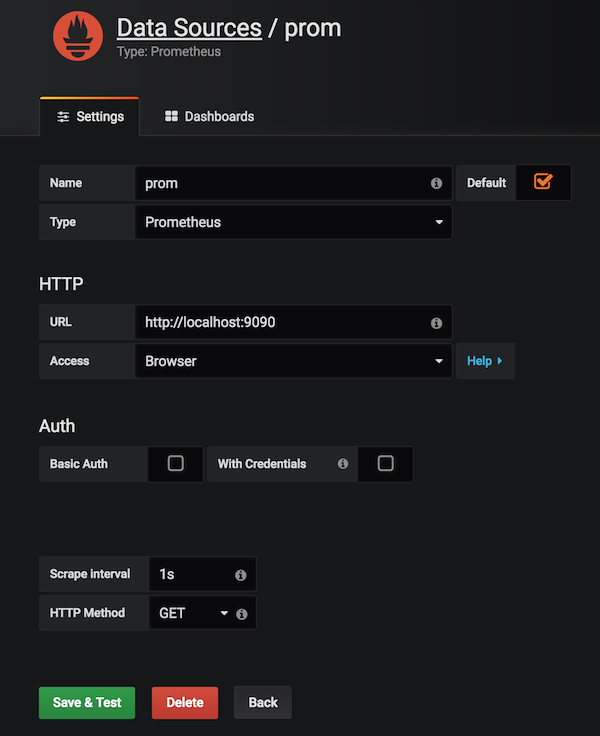 Data Sources / prom
Type: Prometheus
Settings
Dashboards
Name
prom
Default
Type
Prometheus
HTTP
URL
http://localhost:9090
Access
Browser
Help
Auth
Basic Auth
With Credentials
Scrape interval
1s
HTTP Method
GET
Save & Test
Delete
Back